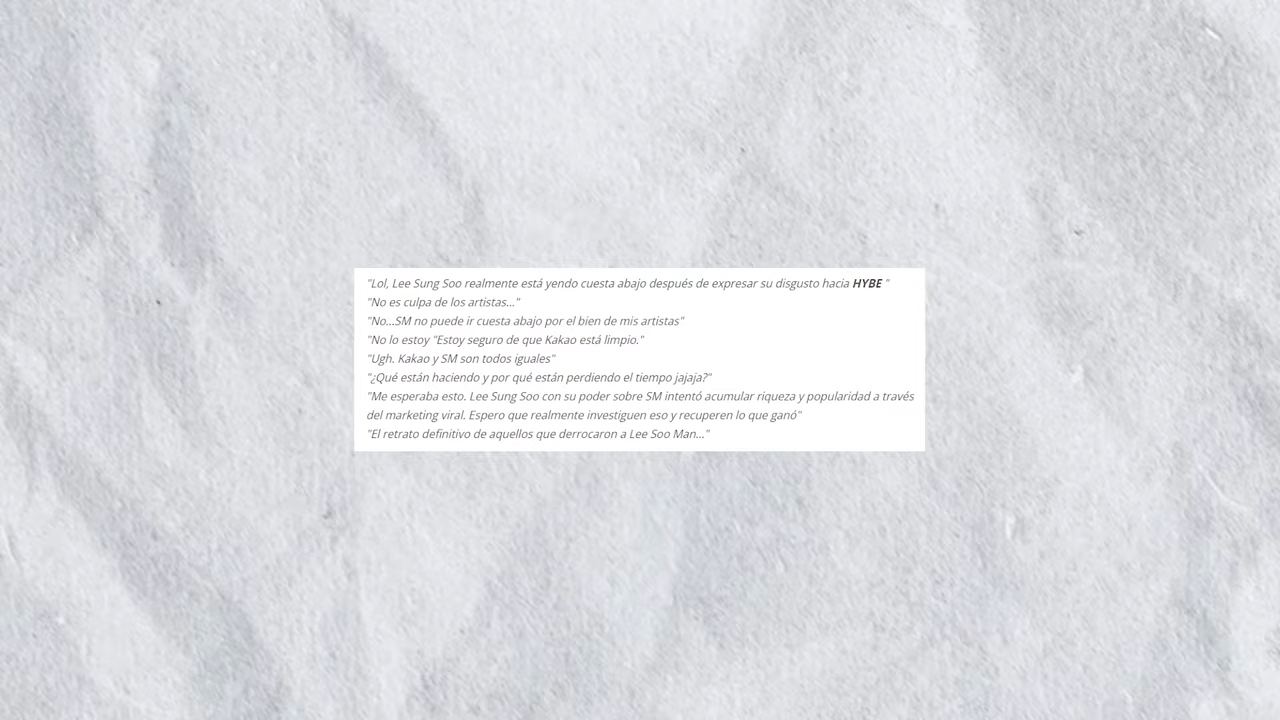 "Lol, Lee Sung Soo realmente está yendo cuesta abajo después de expresar su disgusto hacia HYBE "
"No es culpa de los artistas..."
"No...SM no puede ir cuesta abajo por el bien de mis artistas"
"No lo estoy "Estoy seguro de que Kakao está limpio."
"Ugh. Kakao y SM son todos iguales"
"¿Qué están haciendo y por qué están perdiendo el tiempo jajaja?"
"Me esperaba esto. Lee Sung Soo con su poder sobre SM intentó acumular riqueza y popularidad a través
del marketing viral. Espero que realmente investiguen eso y recuperen lo que ganó"
"El retrato definitivo de aquellos que derrocaron a Lee Soo Man..."